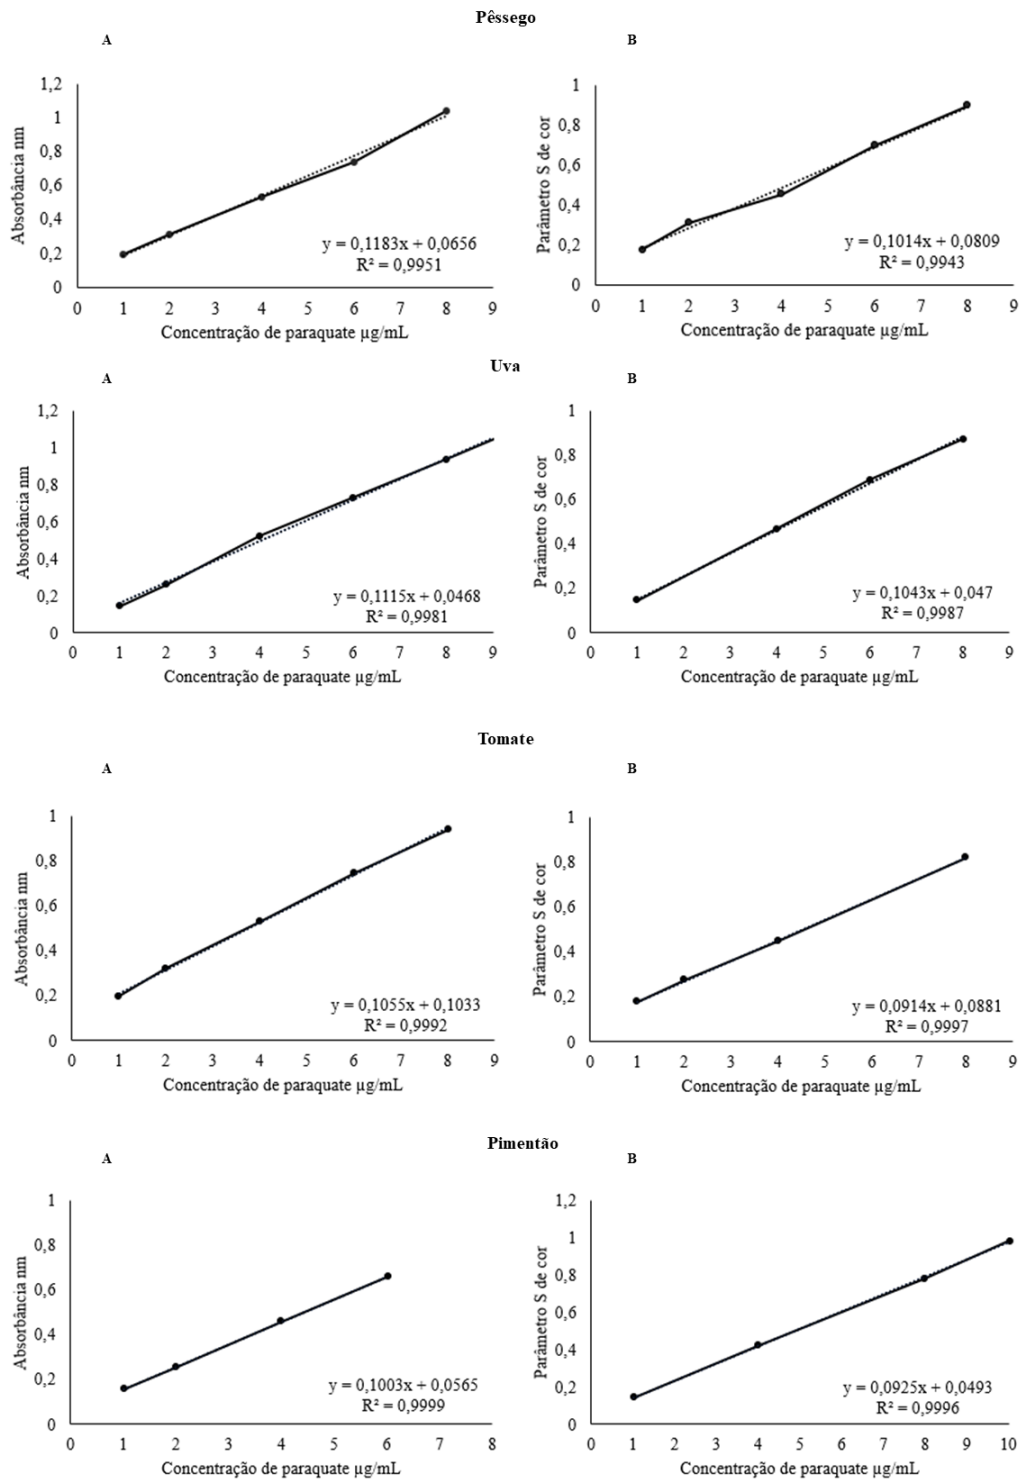 Pêssego
A
B
1,2
1
0,8
0,6
0,4
0,2
0
Absorbância nm
y = 0,1183x + 0,0656
R² = 0,9951
0 1 2 3 4 5 6 7 8 9
Concentração de paraquate µg/mL
1
0,8
0,6
0,4
0,2
0
Parâmetro S de cor
y = 0,1014x + 0,0809
R² = 0,9943
0 1 2 3 4 5 6 7 8 9
Concentração de paraquate µg/mL
Uva
A
B
1,2
1
0,8
0,6
0,4
0,2
0
Absorbância nm
y = 0,1115x + 0,0468
R² = 0,9981
0 1 2 3 4 5 6 7 8 9
Concentração de paraquate µg/mL
1
0,8
0,6
0,4
0,2
0
Parâmetro S de cor
y = 0,1043x + 0,047
R² = 0,9987
0 1 2 3 4 5 6 7 8 9
Concentração de paraquate µg/mL
Tomate
A
B
1
0,8
0,6
0,4
0,2
0
Absorbância nm
y = 0,1055x + 0,1033
R² = 0,9992
0 1 2 3 4 5 6 7 8 9
Concentração de paraquate µg/mL
1
0,8
0,6
0,4
0,2
0
Parâmetro S de cor
y = 0,0914x + 0,0881
R² = 0,9997
0 1 2 3 4 5 6 7 8 9
Concentração de paraquate µg/mL
Pimentão
A
B
1
0,8
0,6
0,4
0,2
0
Absorbância nm
y = 0,1003x + 0,0565
R² = 0,9999
0 1 2 3 4 5 6 7 8
Concentração de paraquate µg/mL
1,2
1
0,8
0,6
0,4
0,2
0
Parâmetro S de cor
y = 0,0925x + 0,0493
R² = 0,9996
0 1 2 3 4 5 6 7 8 9 10
Concentração de paraquate µg/mL